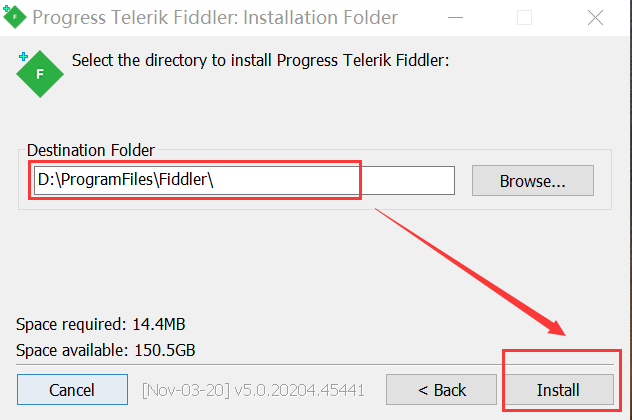 Progress Telerik Fiddler: Installation Folder
F
Select the directory to install Progress Telerik Fiddler:
Destination Folder
D:\ProgramFiles\Fiddler\
Browse...
Space required: 14.4MB
Space available: 150.5GB
Cancel
[Nov-03-20] v5.0.20204.45441
< Back
Install